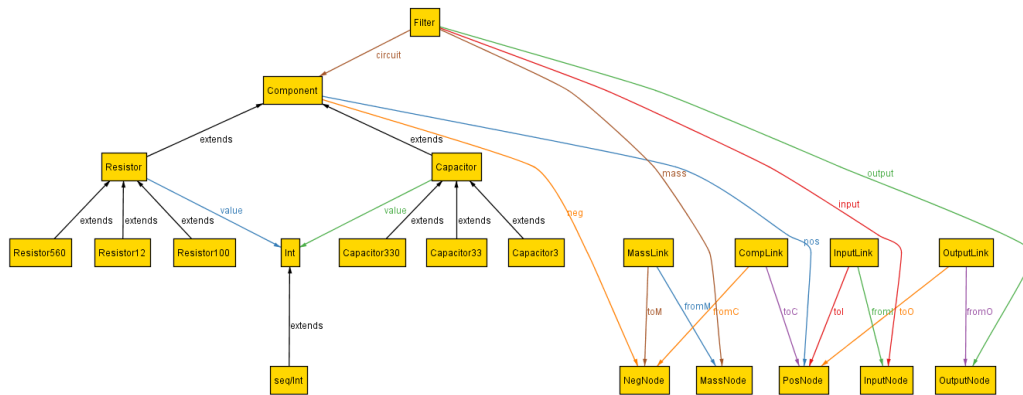 Filter
circuit
Component
extends
extends
Resistor
Capacitor
mass
output
value
value
neg
input
extends
extends
extends
extends
extends
extends
pos
Resistor560
Resistor12
Resistor100
Int
Capacitor330
Capacitor33
Capacitor3
MassLink
CompLink
InputLink
OutputLink
fromM
toM
fromC
toC
toI
fromI
toO
fromO
extends
seq/Int
NegNode
MassNode
PosNode
InputNode
OutputNode